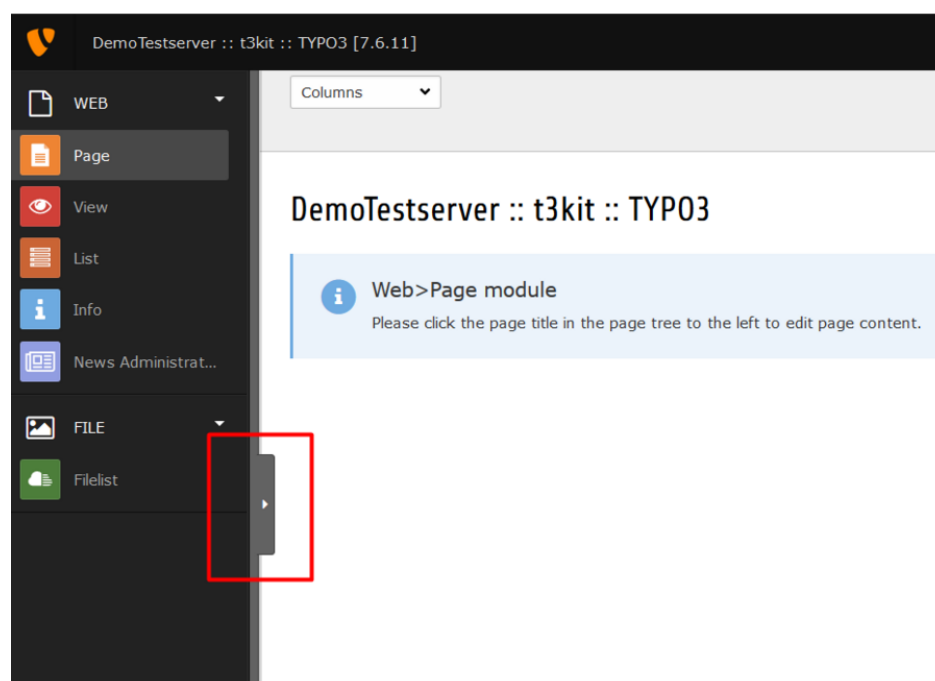 DemoTestserver :: t3kit :: TYPO3 [7.6.11]
WEB
Page
View
List
Info
News Administrat...
FILE
Filelist
Columns
DemoTestserver :: t3kit :: TYPO3
Web>Page module
Please click the page title in the page tree to the left to edit page content.